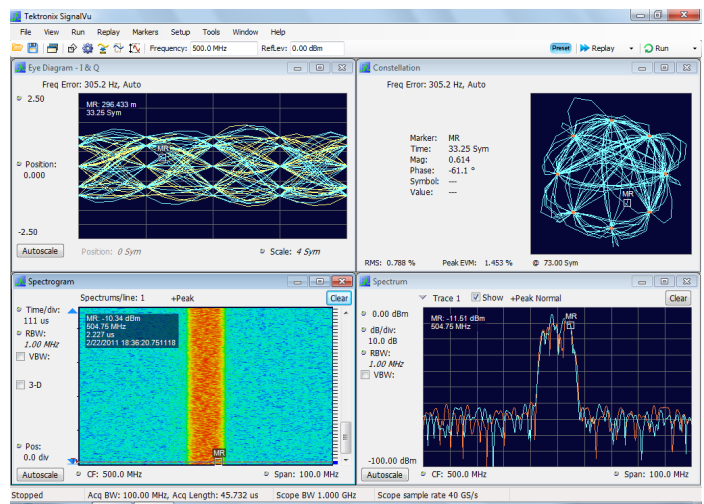 Tektronix SignalVu
File View Run Replay Markers Setup Tools Window Help
Frequency: 500.0 MHz RefLev: 0.00 dBm Preset Replay Run
Eye Diagram - I & Q
Freq Error: 305.2 Hz, Auto
2.50
MR: 296.433 m
33.25 Sym
MR
Position:
0.000
-2.50
Autoscale Position: 0 Sym Scale: 4 Sym
Constellation
Freq Error: 305.2 Hz, Auto
Marker: MR
Time: 33.25 Sym
Mag: 0.614
Phase: -61.1 °
Symbol: ---
Value: ---
MR
RMS: 0.788 % Peak EVM: 1.453 % @ 73.00 Sym
Spectrogram
Spectrums/line: 1 +Peak Clear
Time/div:
111 us
RBW:
1.00 MHz
VBW:
3-D
Pos:
0.0 div
MR: -10.34 dBm
504.75 MHz
2.227 us
2/22/2011 18:36:20.751118
MR
Autoscale CF: 500.0 MHz Span: 100.0 MHz
Spectrum
Trace 1 Show +Peak Normal Clear
0.00 dBm
dB/div:
10.0 dB
RBW:
1.00 MHz
VBW:
-100.00 dBm
MR: -11.51 dBm
504.75 MHz
MR
Autoscale CF: 500.0 MHz Span: 100.0 MHz
Stopped Acq BW: 100.00 MHz, Acq Length: 45.732 us Scope BW 1.000 GHz Scope sample rate 40 GS/s